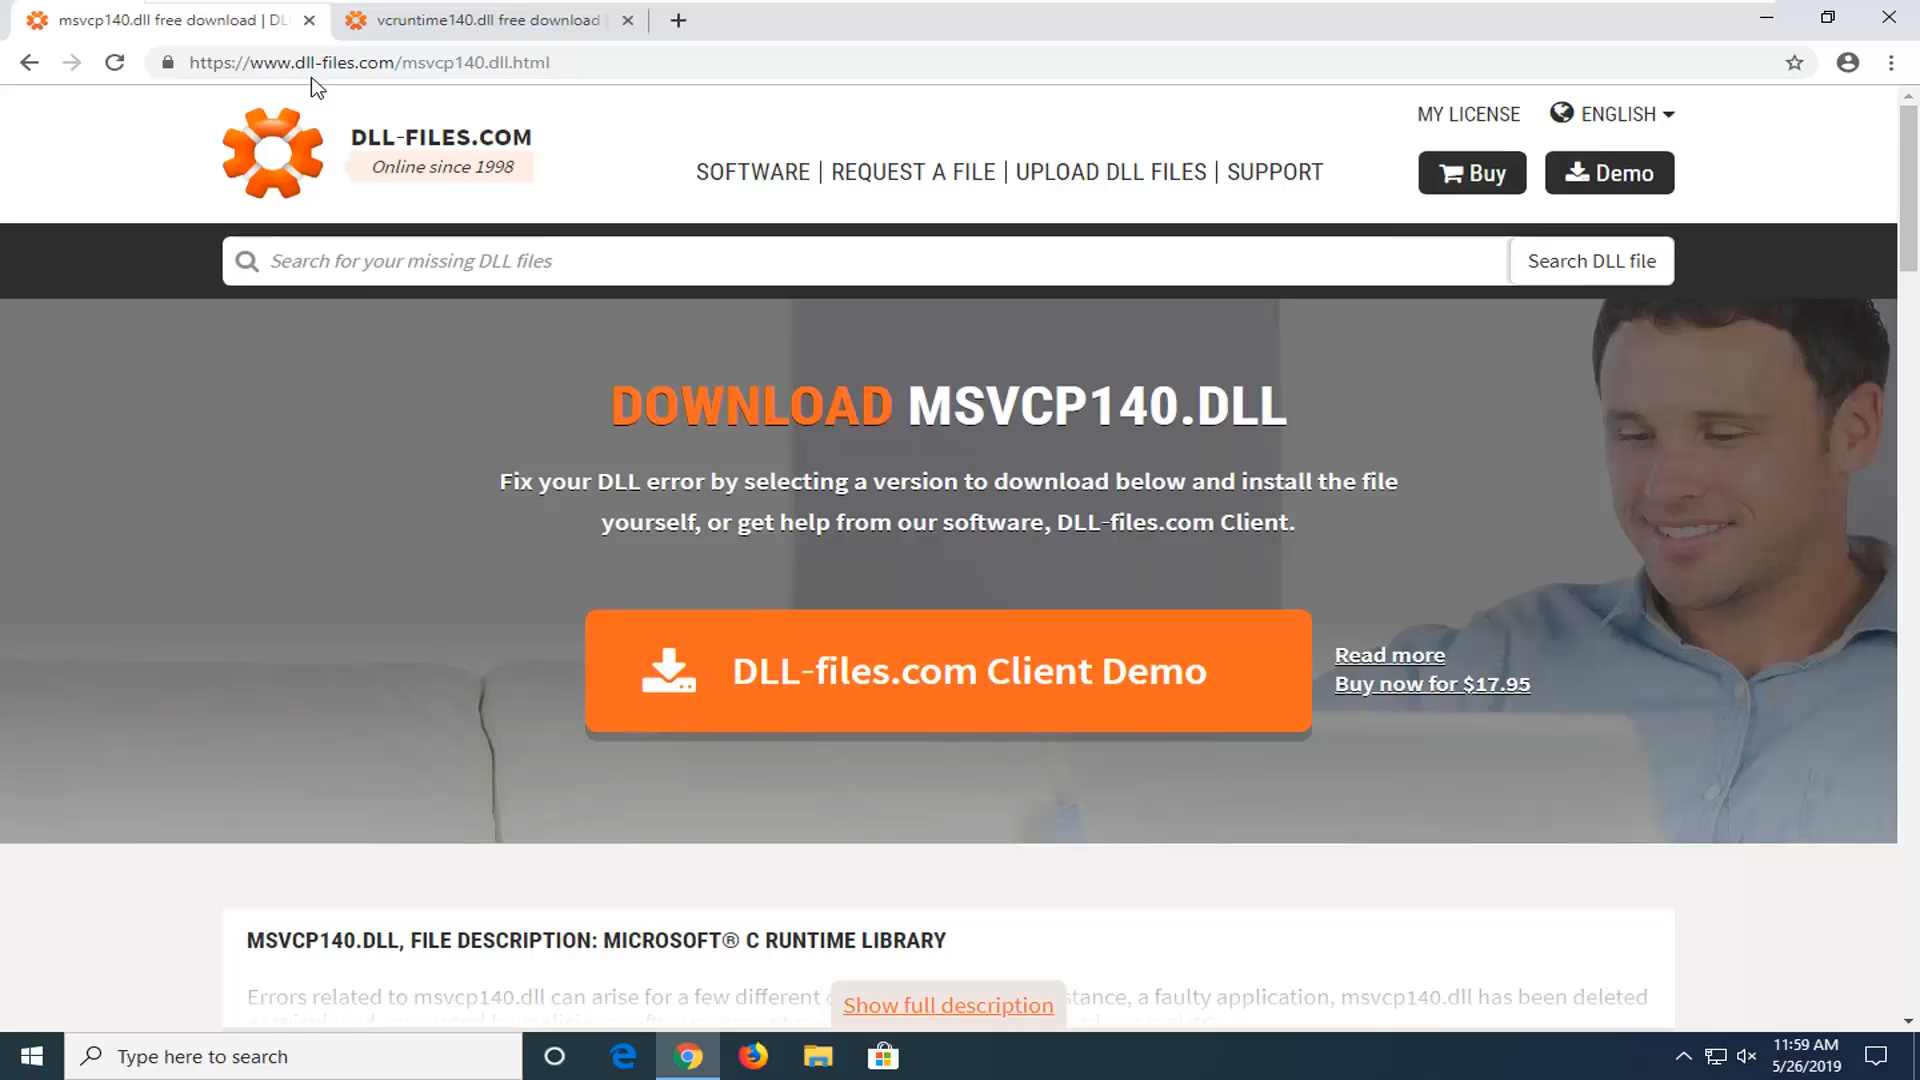 msvcp140.dll free download | DL
vcruntime140.dll free download
https://www.dll-files.com/msvcp140.dll.html
DLL-FILES.COM
Online since 1998
SOFTWARE | REQUEST A FILE | UPLOAD DLL FILES | SUPPORT
MY LICENSE
ENGLISH
Buy
Demo
Search for your missing DLL files
Search DLL file
DOWNLOAD MSVCP140.DLL
Fix your DLL error by selecting a version to download below and install the file
yourself, or get help from our software, DLL-files.com Client.
DLL-files.com Client Demo
Read more
Buy now for $17.95
MSVCP140.DLL, FILE DESCRIPTION: MICROSOFT® C RUNTIME LIBRARY
Errors related to msvcp140.dll can arise for a few different
stance, a faulty application, msvcp140.dll has been deleted
Show full description
Type here to search
11:59 AM
5/26/2019